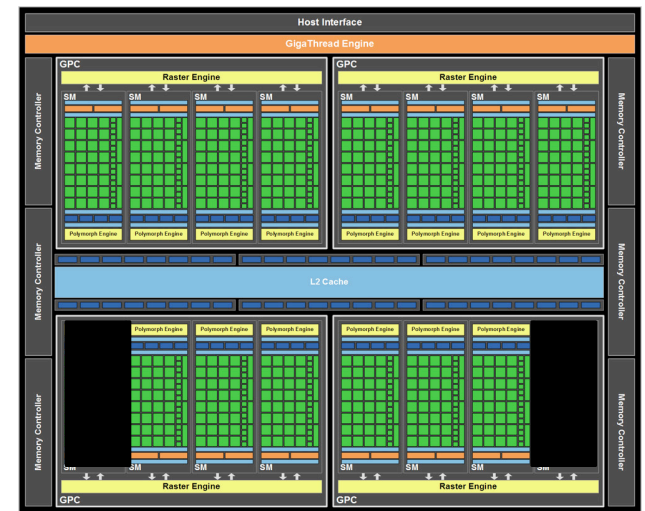 Host Interface
GigaThread Engine
GPC
GPC
Raster Engine
Raster Engine
SM SM SM SM
SM SM SM SM
Memory Controller
Memory Controller
Polymorph Engine Polymorph Engine Polymorph Engine Polymorph Engine
Polymorph Engine Polymorph Engine Polymorph Engine Polymorph Engine
Memory Controller
L2 Cache
Memory Controller
Polymorph Engine Polymorph Engine Polymorph Engine
Polymorph Engine Polymorph Engine Polymorph Engine
Memory Controller
Memory Controller
SM SM SM SM
SM SM SM SM
Raster Engine
Raster Engine
GPC
GPC